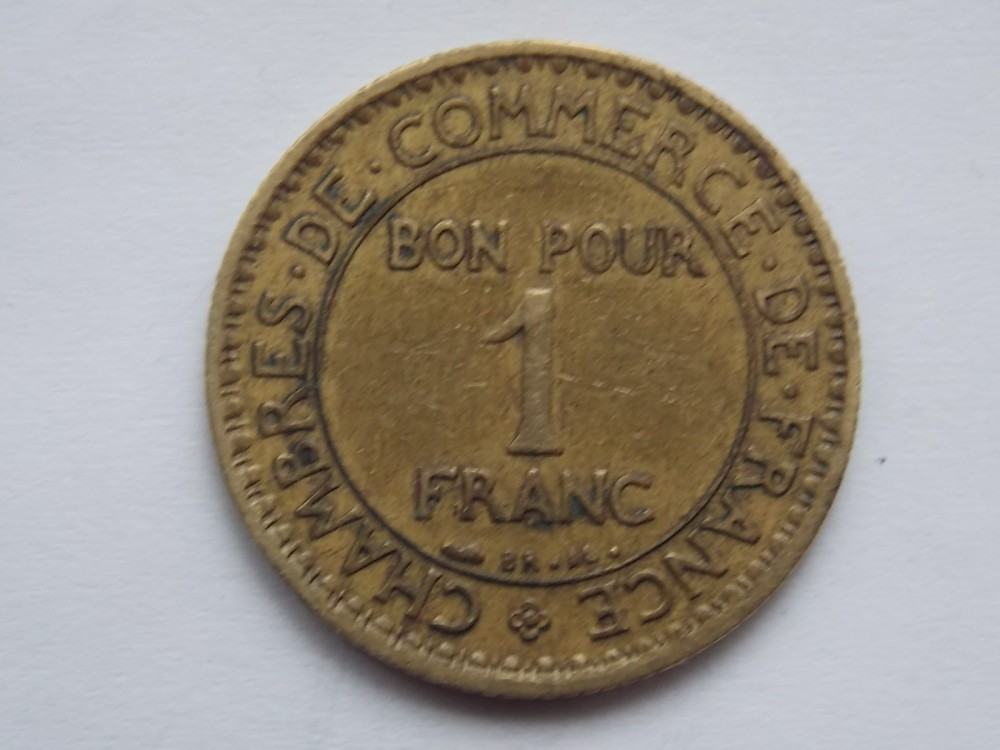 CHAMBRES · DE · COMMERCE · DE · FRANCE
BON POUR
1
FRANC